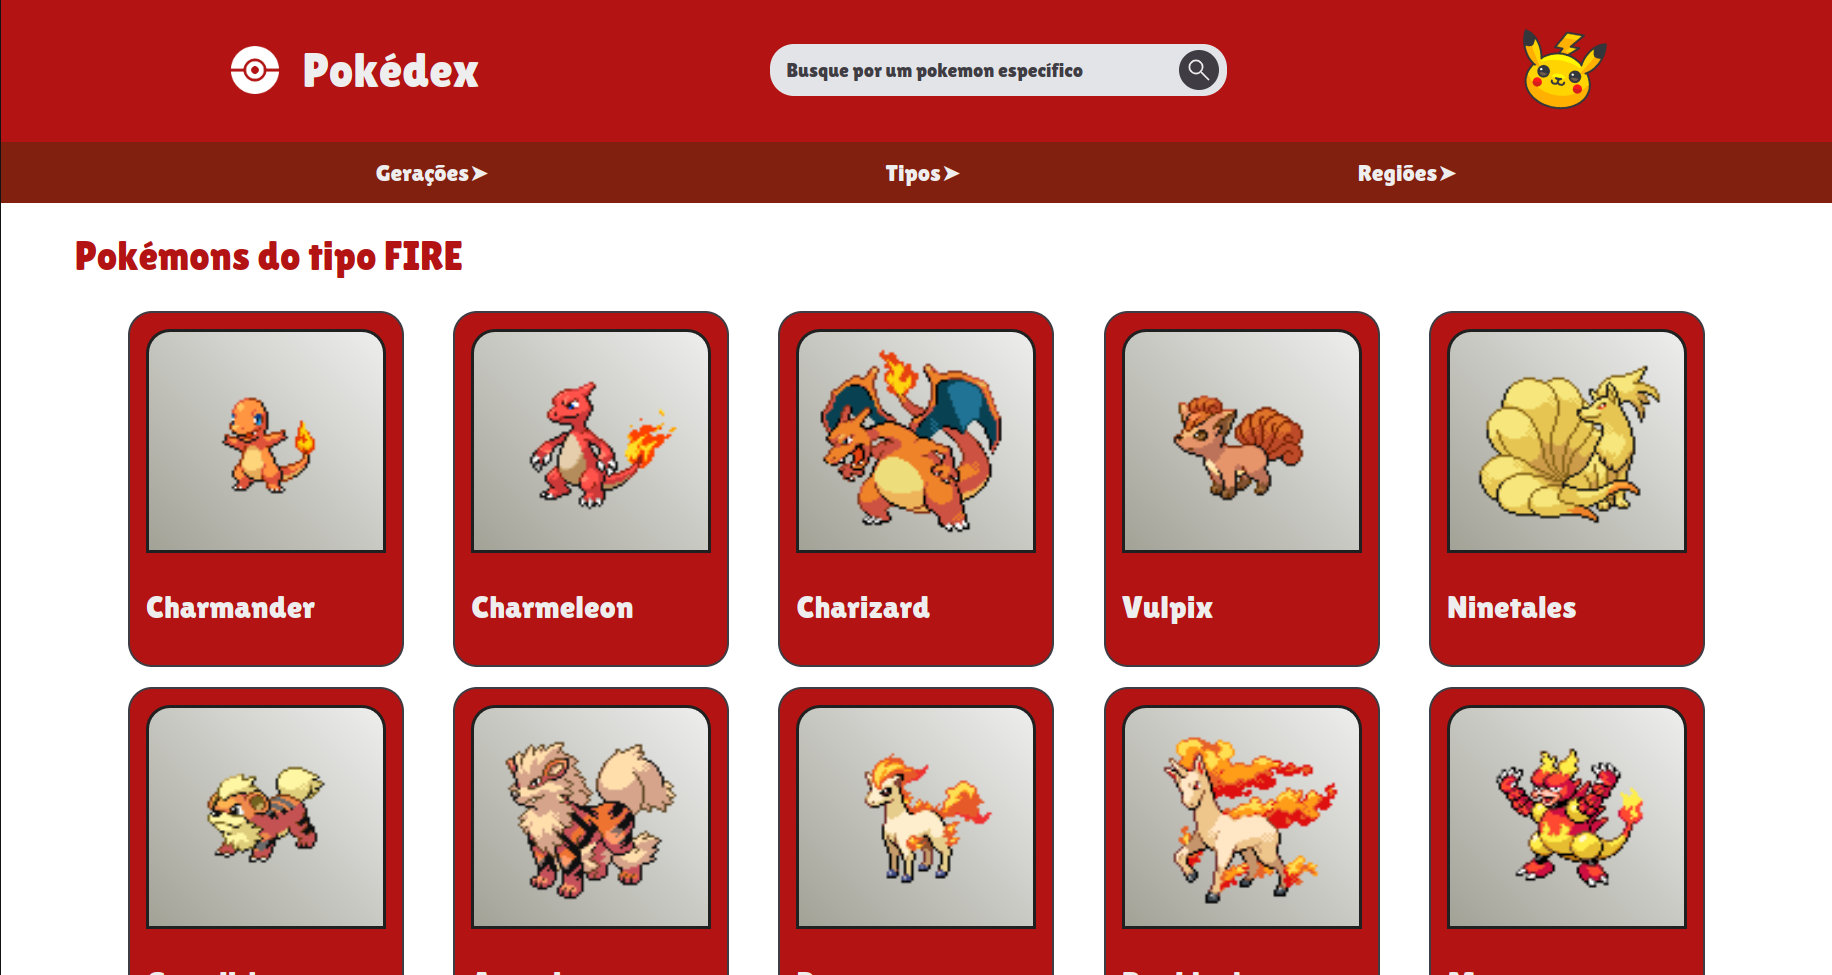 Pokédex
Busque por um pokemon específico
Gerações➤
Tipos➤
Regiões➤
Pokémons do tipo FIRE
Charmander
Charmeleon
Charizard
Vulpix
Ninetales